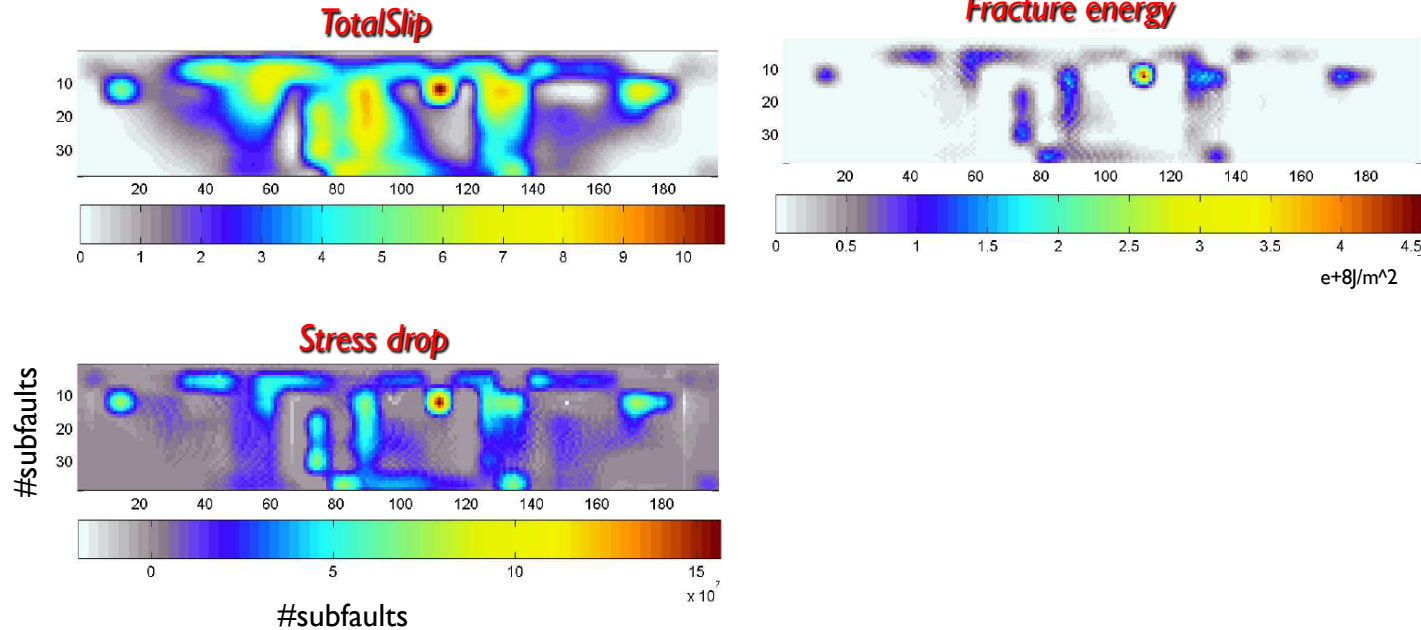 TotalSlip
10
20
30
20 40 60 80 100 120 140 160 180
0 1 2 3 4 5 6 7 8 9 10
Fracture energy
10
20
30
20 40 60 80 100 120 140 160 180
0 0.5 1 1.5 2 2.5 3 3.5 4 4.5
e+8J/m^2
Stress drop
#subfaults
10
20
30
20 40 60 80 100 120 140 160 180
0 5 10 15
x 10^7
#subfaults